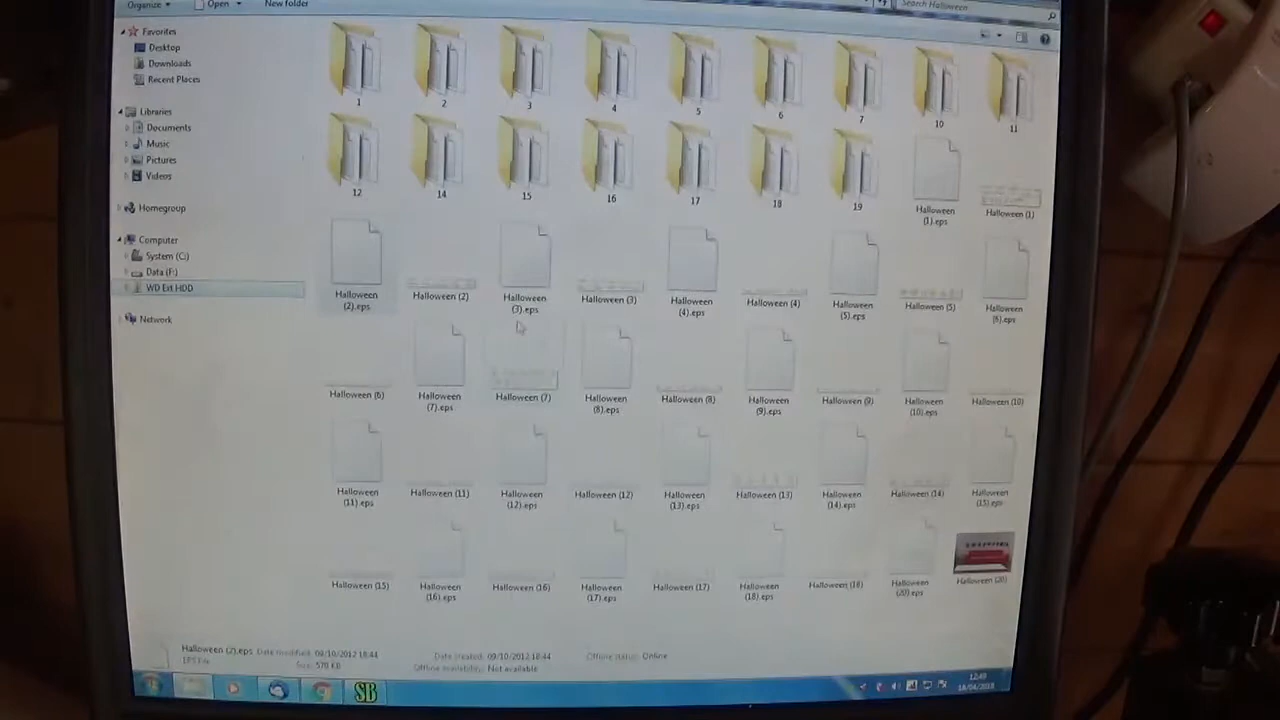 Organize Open New folder
Search Halloween
Favorites
Desktop
Downloads
Recent Places
Libraries
Documents
Music
Pictures
Videos
Homegroup
Computer
System (C:)
Data (F:)
WD Ext HDD
Network
1 2 3 4 5 6 7 10 11
12 14 15 16 17 18 19 Halloween (1).eps Halloween (1)
Halloween (2).eps Halloween (2) Halloween (3).eps Halloween (3) Halloween (4).eps Halloween (4) Halloween (5).eps Halloween (5) Halloween (6).eps
Halloween (6) Halloween (7).eps Halloween (7) Halloween (8).eps Halloween (8) Halloween (9).eps Halloween (9) Halloween (10).eps Halloween (10)
Halloween (11).eps Halloween (11) Halloween (12).eps Halloween (12) Halloween (13).eps Halloween (13) Halloween (14).eps Halloween (14) Halloween (15).eps
Halloween (15) Halloween (16).eps Halloween (16) Halloween (17).eps Halloween (17) Halloween (18).eps Halloween (18) Halloween (20).eps Halloween (20)
Halloween (2).eps Date modified: 09/10/2012 18:44 Date created: 09/10/2012 18:44 Offline status: Online
EPS File Size: 570 KB Offline availability: Not available
SB
12:49